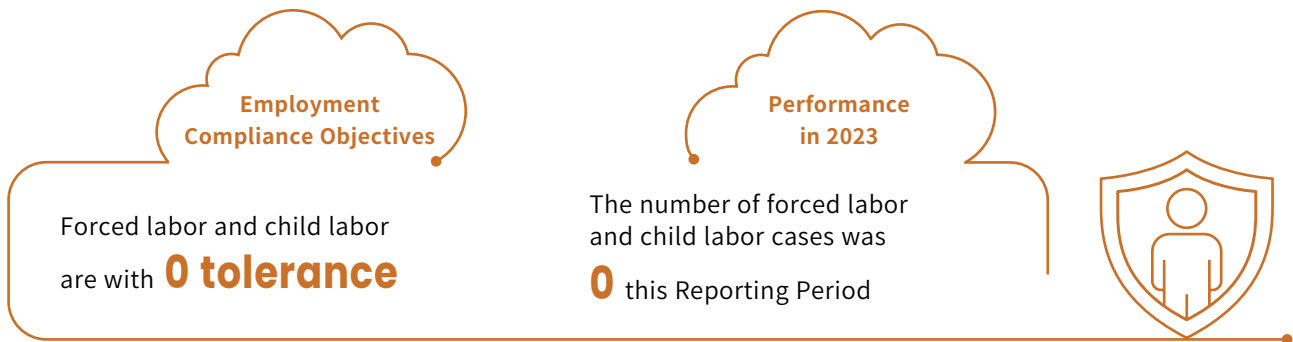 Employment
Compliance Objectives
Forced labor and child labor
are with 0 tolerance
Performance
in 2023
The number of forced labor
and child labor cases was
0 this Reporting Period